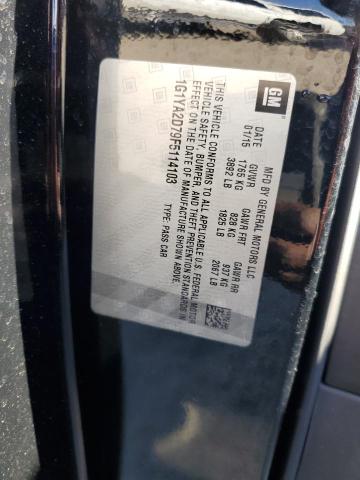 GM
MFD BY GENERAL MOTORS LLC
DATE GVWR GAWR FRT GAWR RR
01/15 1765 KG 828 KG 937 KG
3892 LB 1825 LB 2067 LB
THIS VEHICLE CONFORMS TO ALL APPLICABLE U.S. FEDERAL MOTOR
VEHICLE SAFETY, BUMPER, AND THEFT PREVENTION STANDARDS IN
EFFECT ON THE DATE OF MANUFACTURE SHOWN ABOVE.
1G1YA2D79F5114103 TYPE: PASS CAR